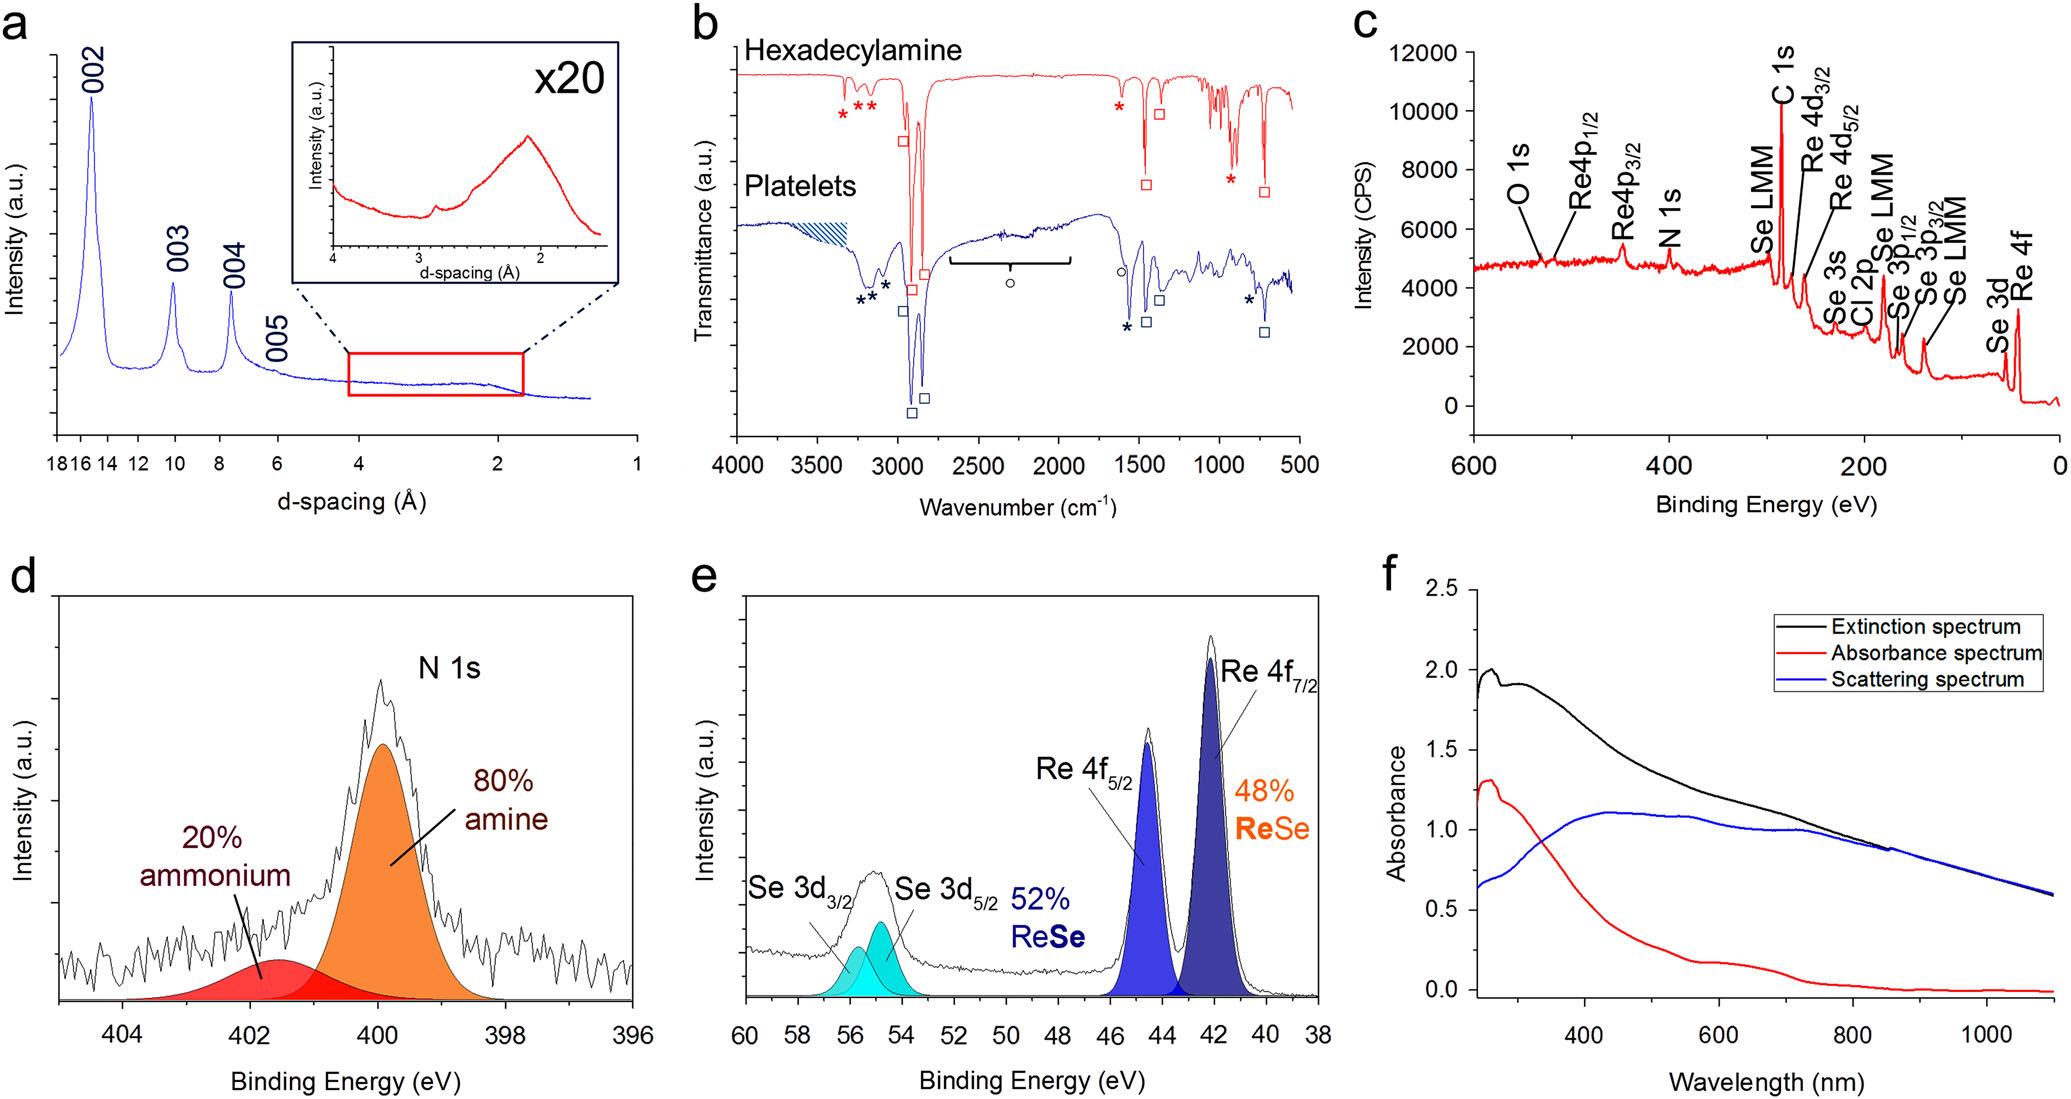 a
002
003
004
005
x20
Intensity (a.u.)
4 3 2
d-spacing (Å)
Intensity (a.u.)
18 16 14 12 10 8 6 4 2 1
d-spacing (Å)
b
Hexadecylamine
* * * * *
Platelets
* * * * *
Transmittance (a.u.)
4000 3500 3000 2500 2000 1500 1000 500
Wavenumber (cm⁻¹)
c
12000
10000
8000
6000
4000
2000
0
Intensity (CPS)
O 1s
Re4p1/2
Re4p3/2
N 1s
Se LMM
C 1s
Re 4d3/2
Re 4d5/2
Se 3s
Cl 2p
Se LMM
Se 3p1/2
Se 3p3/2
Se LMM
Se 3d
Re 4f
600 400 200 0
Binding Energy (eV)
d
N 1s
80%
amine
20%
ammonium
Intensity (a.u.)
404 402 400 398 396
Binding Energy (eV)
e
Re 4f7/2
Re 4f5/2
48%
ReSe
Se 3d3/2
Se 3d5/2
52%
ReSe
Intensity (a.u.)
60 58 56 54 52 50 48 46 44 42 40 38
Binding Energy (eV)
f
2.5
2.0
1.5
1.0
0.5
0.0
Absorbance
Extinction spectrum
Absorbance spectrum
Scattering spectrum
400 600 800 1000
Wavelength (nm)